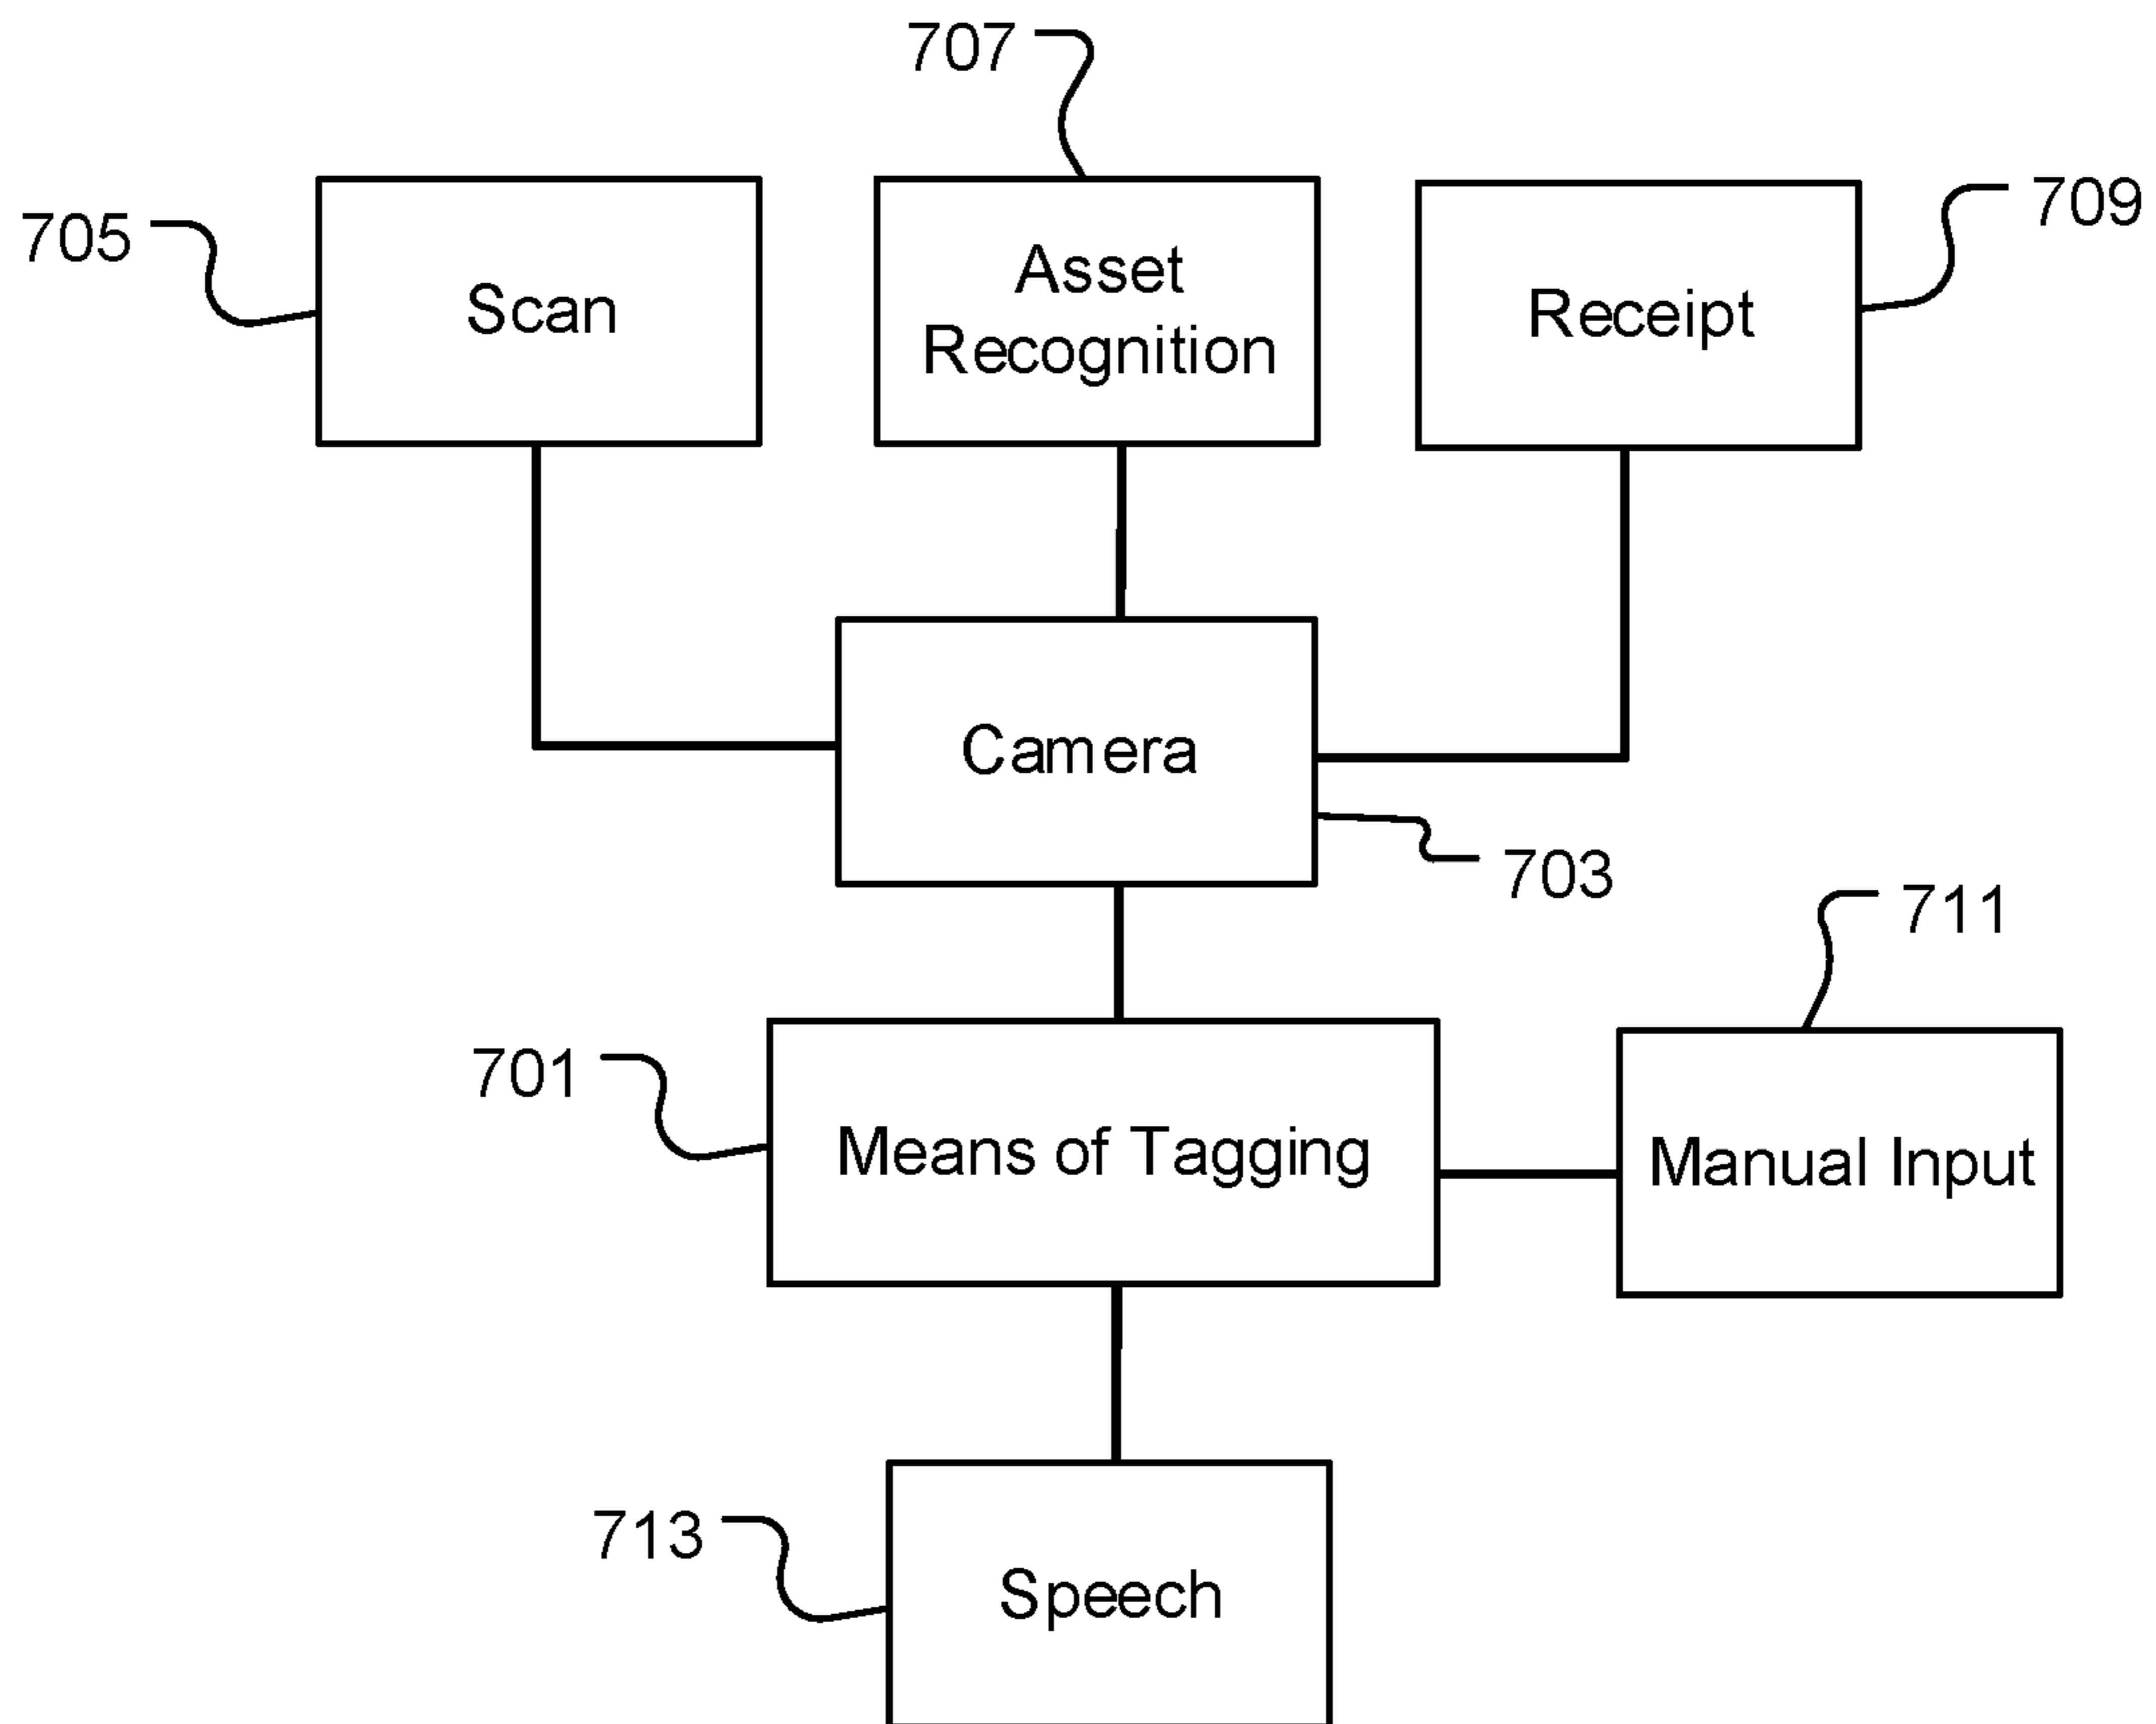 707
705
709
Scan
Asset
Recognition
Receipt
Camera
703
711
701
Means of Tagging
Manual Input
713
Speech